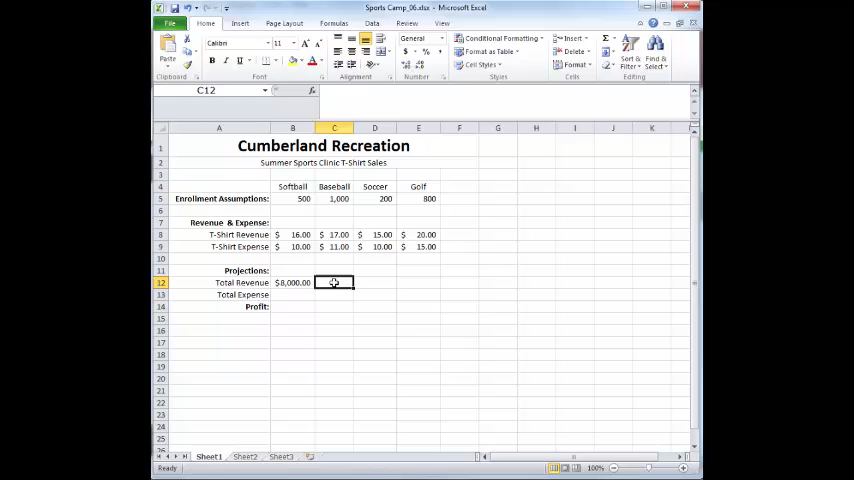 Sports Camp_06.xlsx - Microsoft Excel
File Home Insert Page Layout Formulas Data Review View
Paste
Calibri 11 A A
B I U
General
$ % ,
Conditional Formatting
Format as Table
Cell Styles
Insert
Delete
Format
Σ
Sort & Filter
Find & Select
Clipboard Font Alignment Number Styles Cells Editing
C12 fx
A B C D E F G H I J K
1 Cumberland Recreation
2 Summer Sports Clinic T-Shirt Sales
3
4 Softball Baseball Soccer Golf
5 Enrollment Assumptions: 500 1,000 200 800
6
7 Revenue & Expense:
8 T-Shirt Revenue $ 16.00 $ 17.00 $ 15.00 $ 20.00
9 T-Shirt Expense $ 10.00 $ 11.00 $ 10.00 $ 15.00
10
11 Projections:
12 Total Revenue $8,000.00
13 Total Expense
14 Profit:
15
16
17
18
19
20
21
22
23
24
25
26
Sheet1 Sheet2 Sheet3
Ready 100%